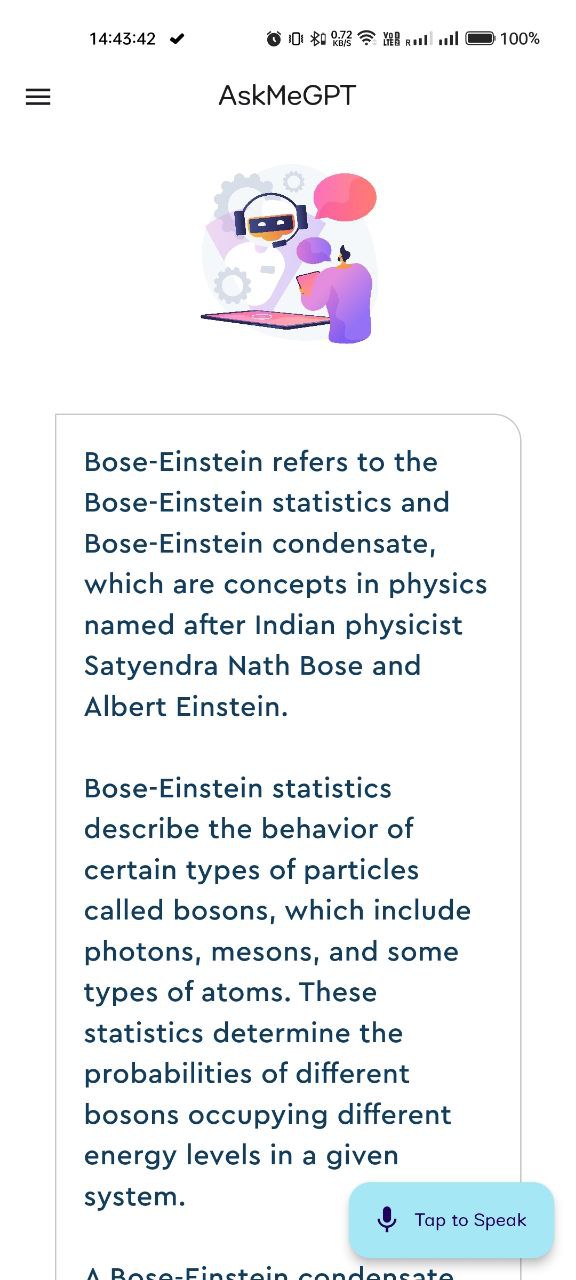 14:43:42
0.72 KB/S
VoD LTE R 100%
AskMeGPT
Bose-Einstein refers to the
Bose-Einstein statistics and
Bose-Einstein condensate,
which are concepts in physics
named after Indian physicist
Satyendra Nath Bose and
Albert Einstein.
Bose-Einstein statistics
describe the behavior of
certain types of particles
called bosons, which include
photons, mesons, and some
types of atoms. These
statistics determine the
probabilities of different
bosons occupying different
energy levels in a given
system.
Tap to Speak
A Bose-Einstein condensate